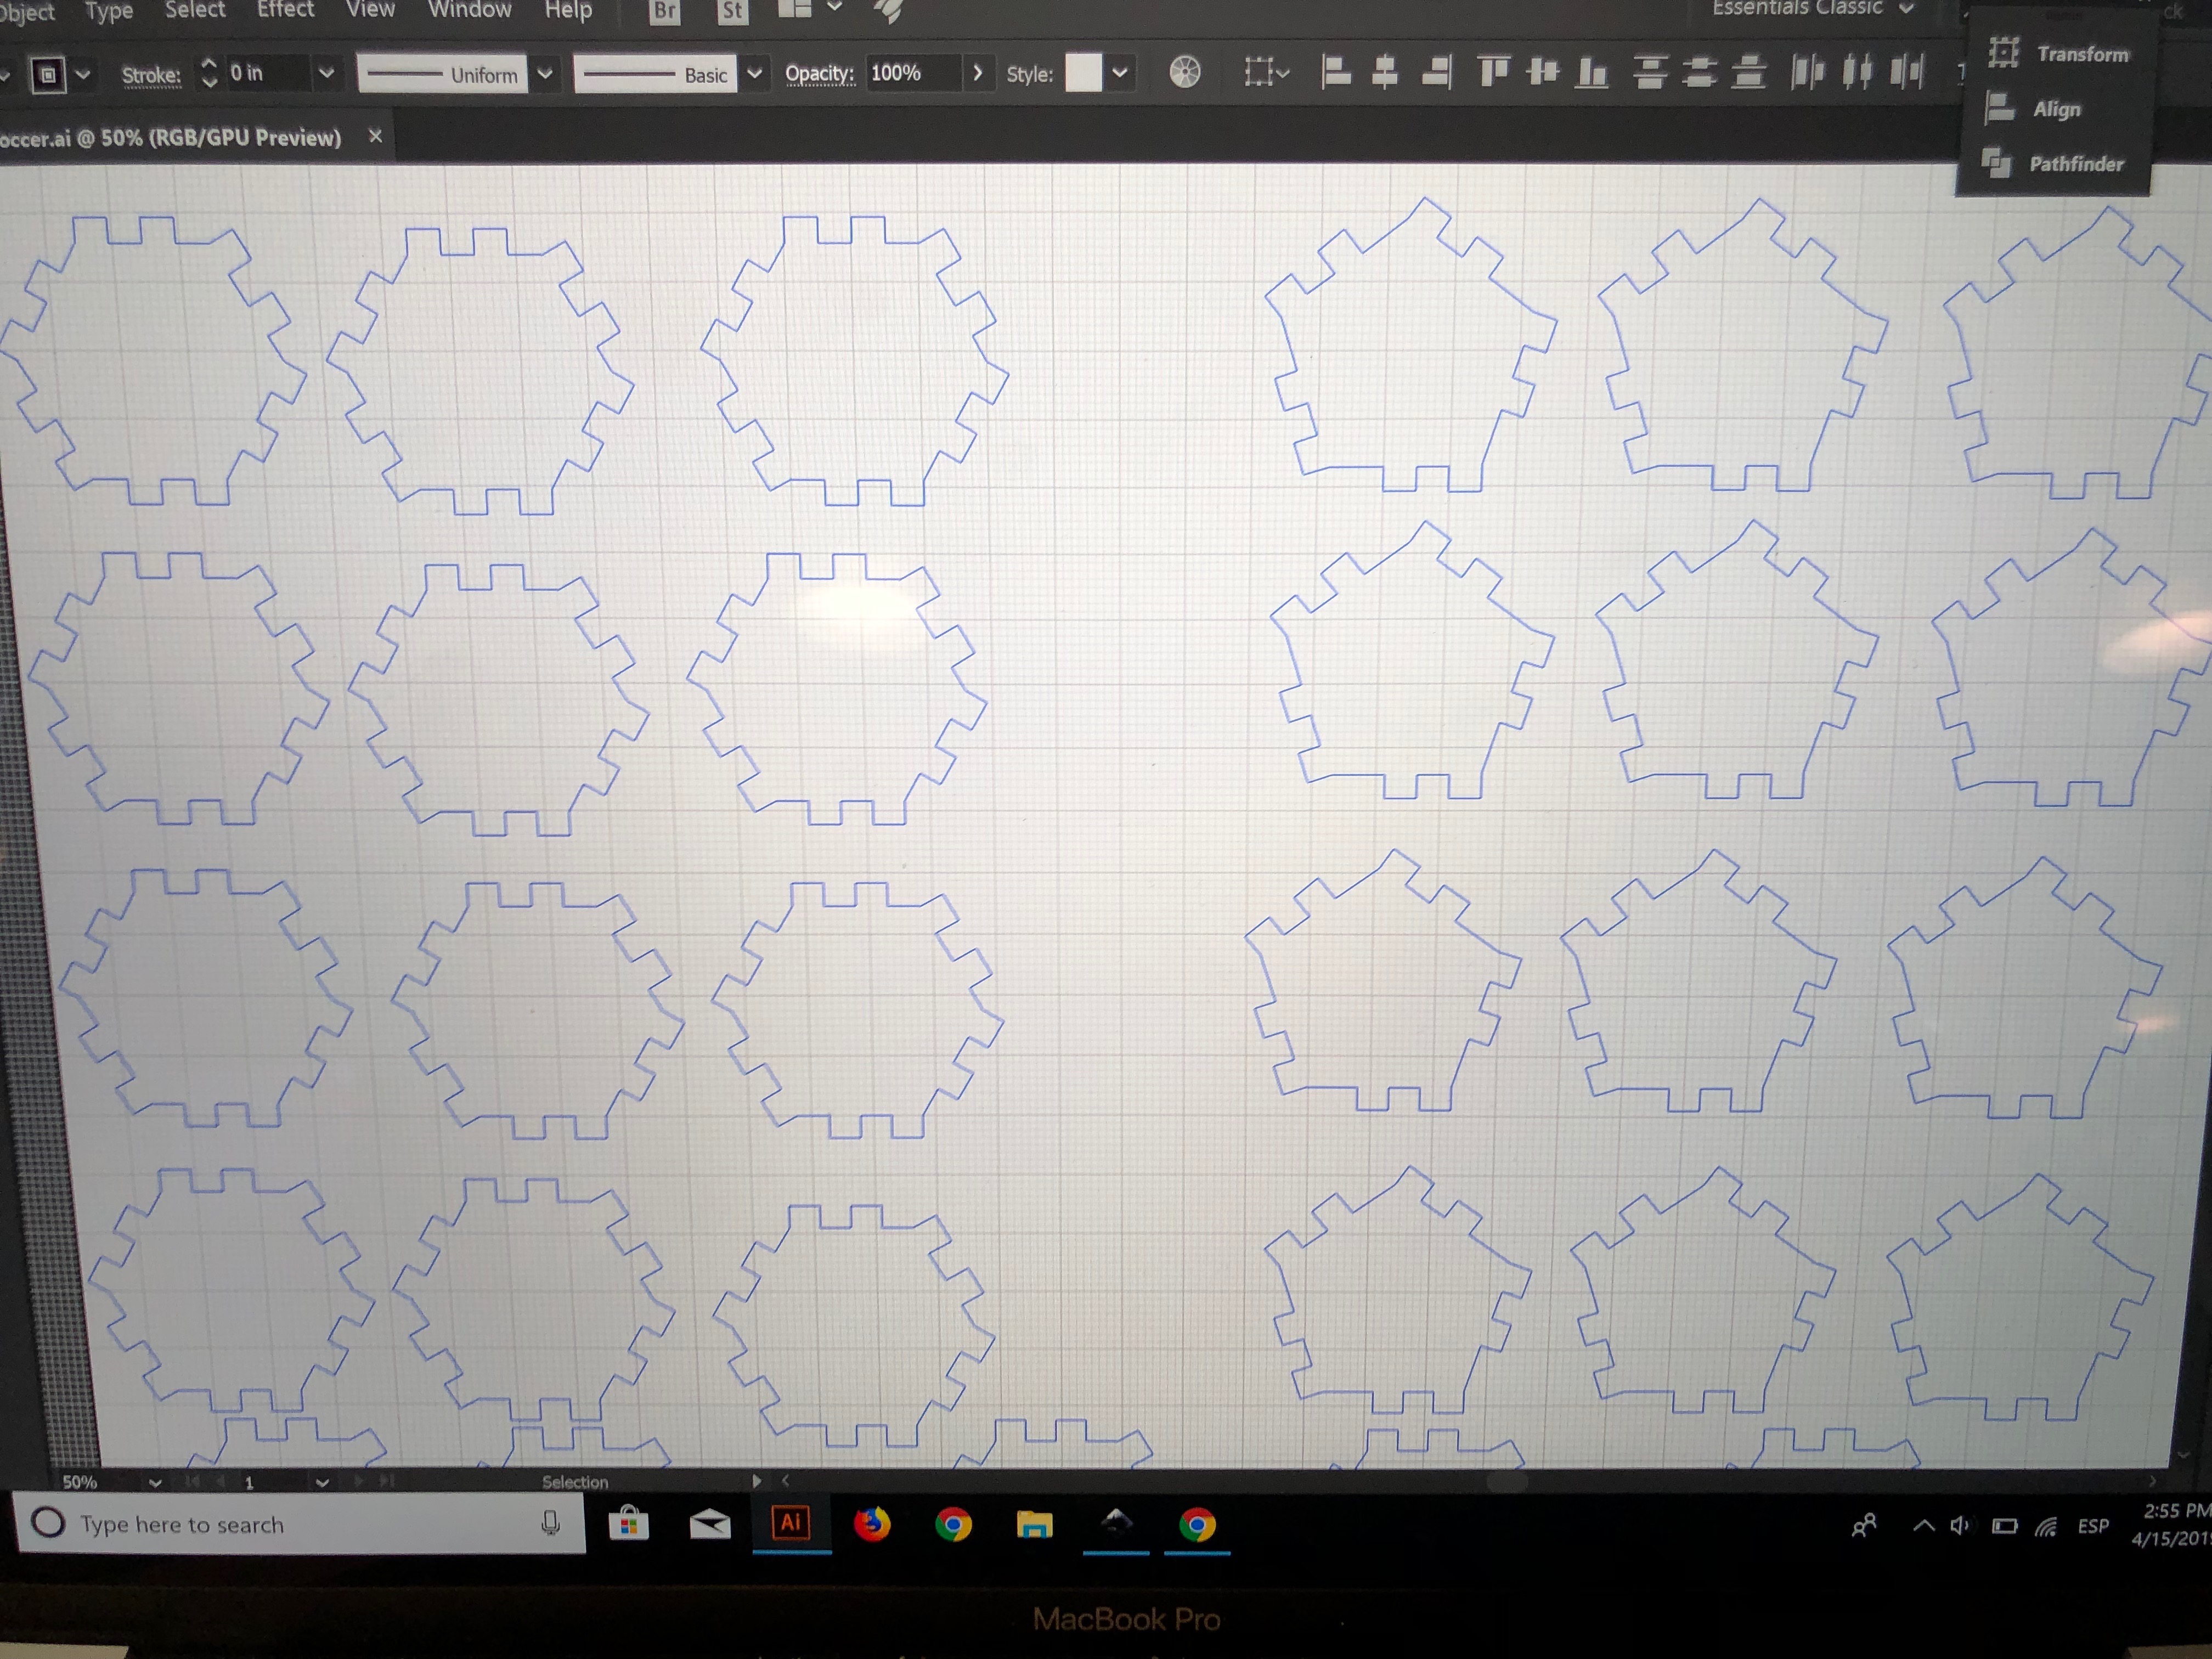 Object Type Select Effect View Window Help Br St Essentials Classic
Stroke: 0 in Uniform Basic Opacity: 100% Style:
Transform
Align
Pathfinder
occer.ai @ 50% (RGB/GPU Preview) ×
50% 1 Selection
Type here to search Ai ESP 2:55 PM
4/15/201
MacBook Pro